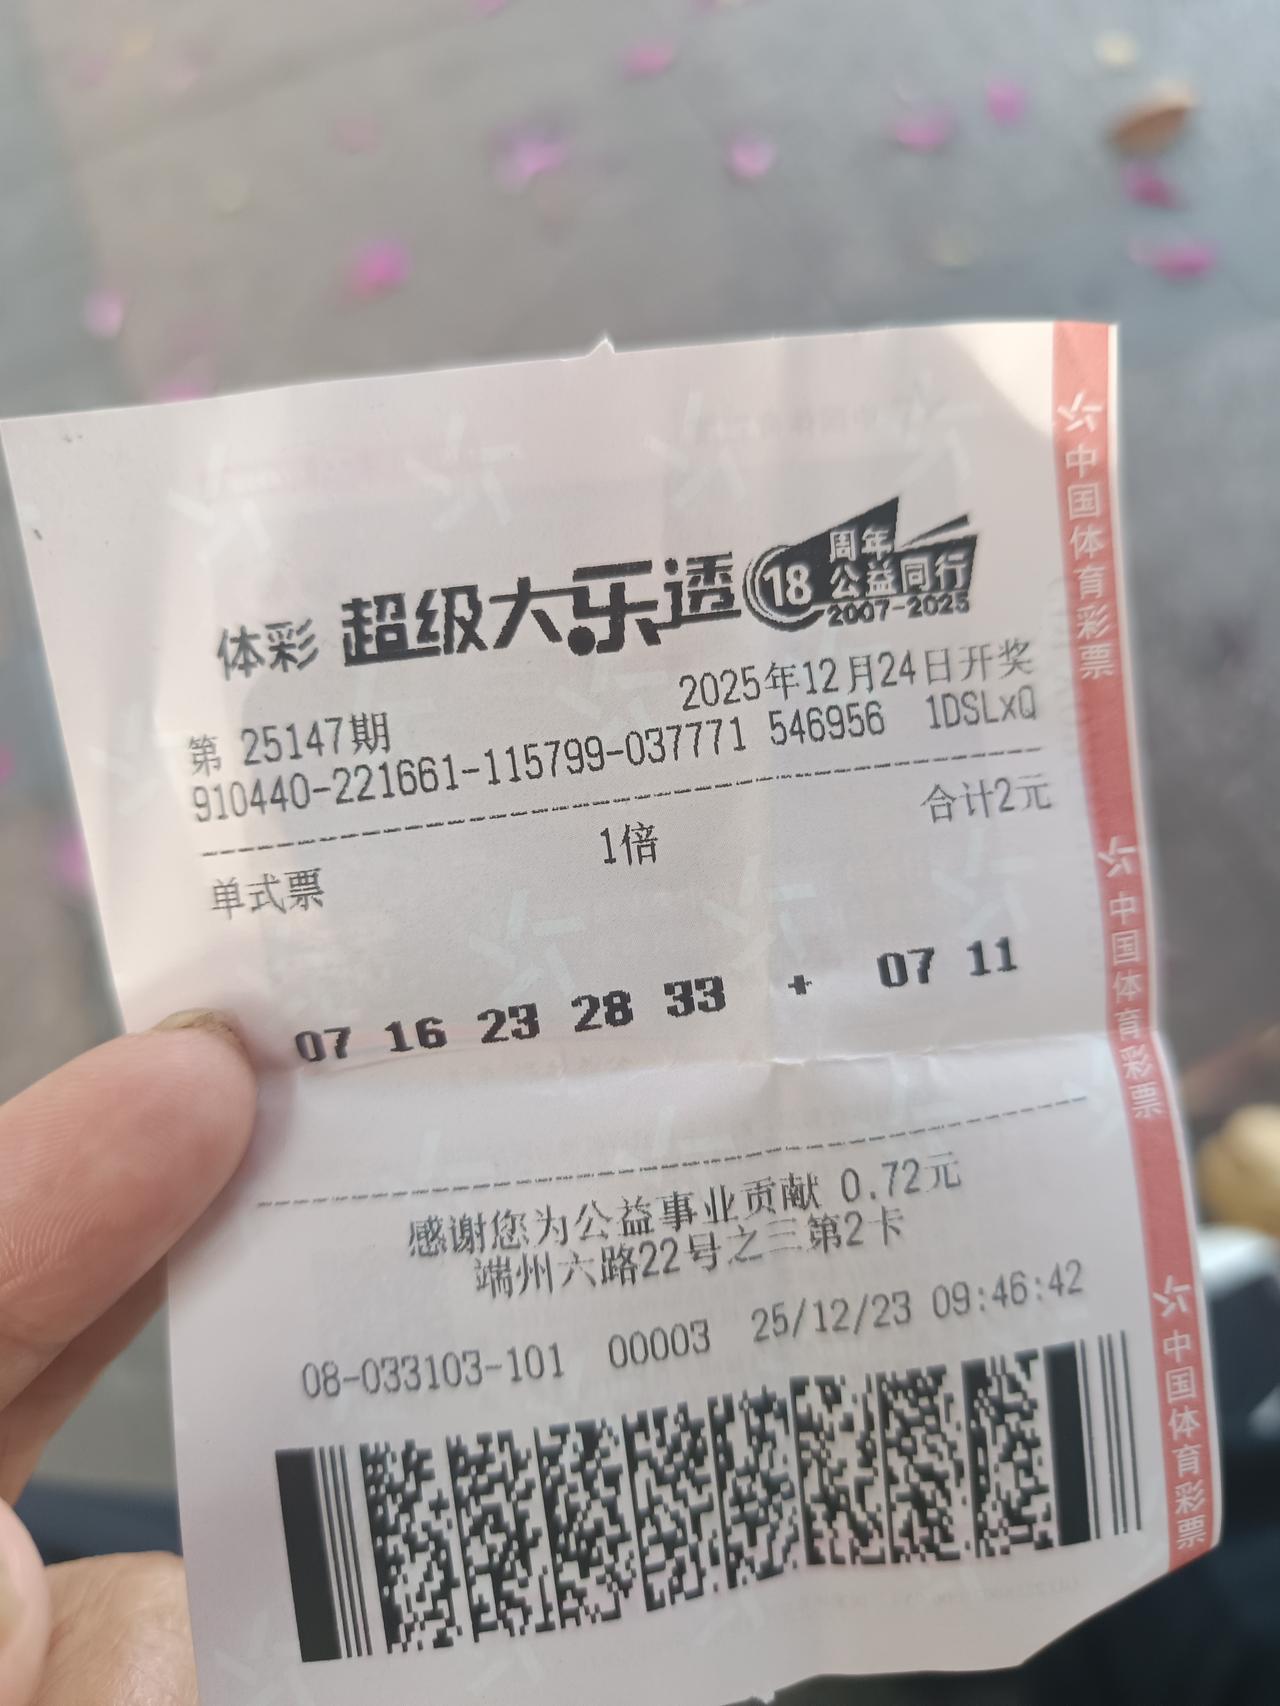 体彩 超级大乐透 18 周年
公益同行
2007-2025
第 25147期 2025年12月24日开奖
910440-221661-115799-037771 546956 1DSLxQ
单式票 1倍 合计2元
07 16 23 28 33 + 07 11
感谢您为公益事业贡献 0.72元
端州六路22号之三第2卡
08-033103-101 00003 25/12/23 09:46:42
中国体育彩票
中国体育彩票
中国体育彩票